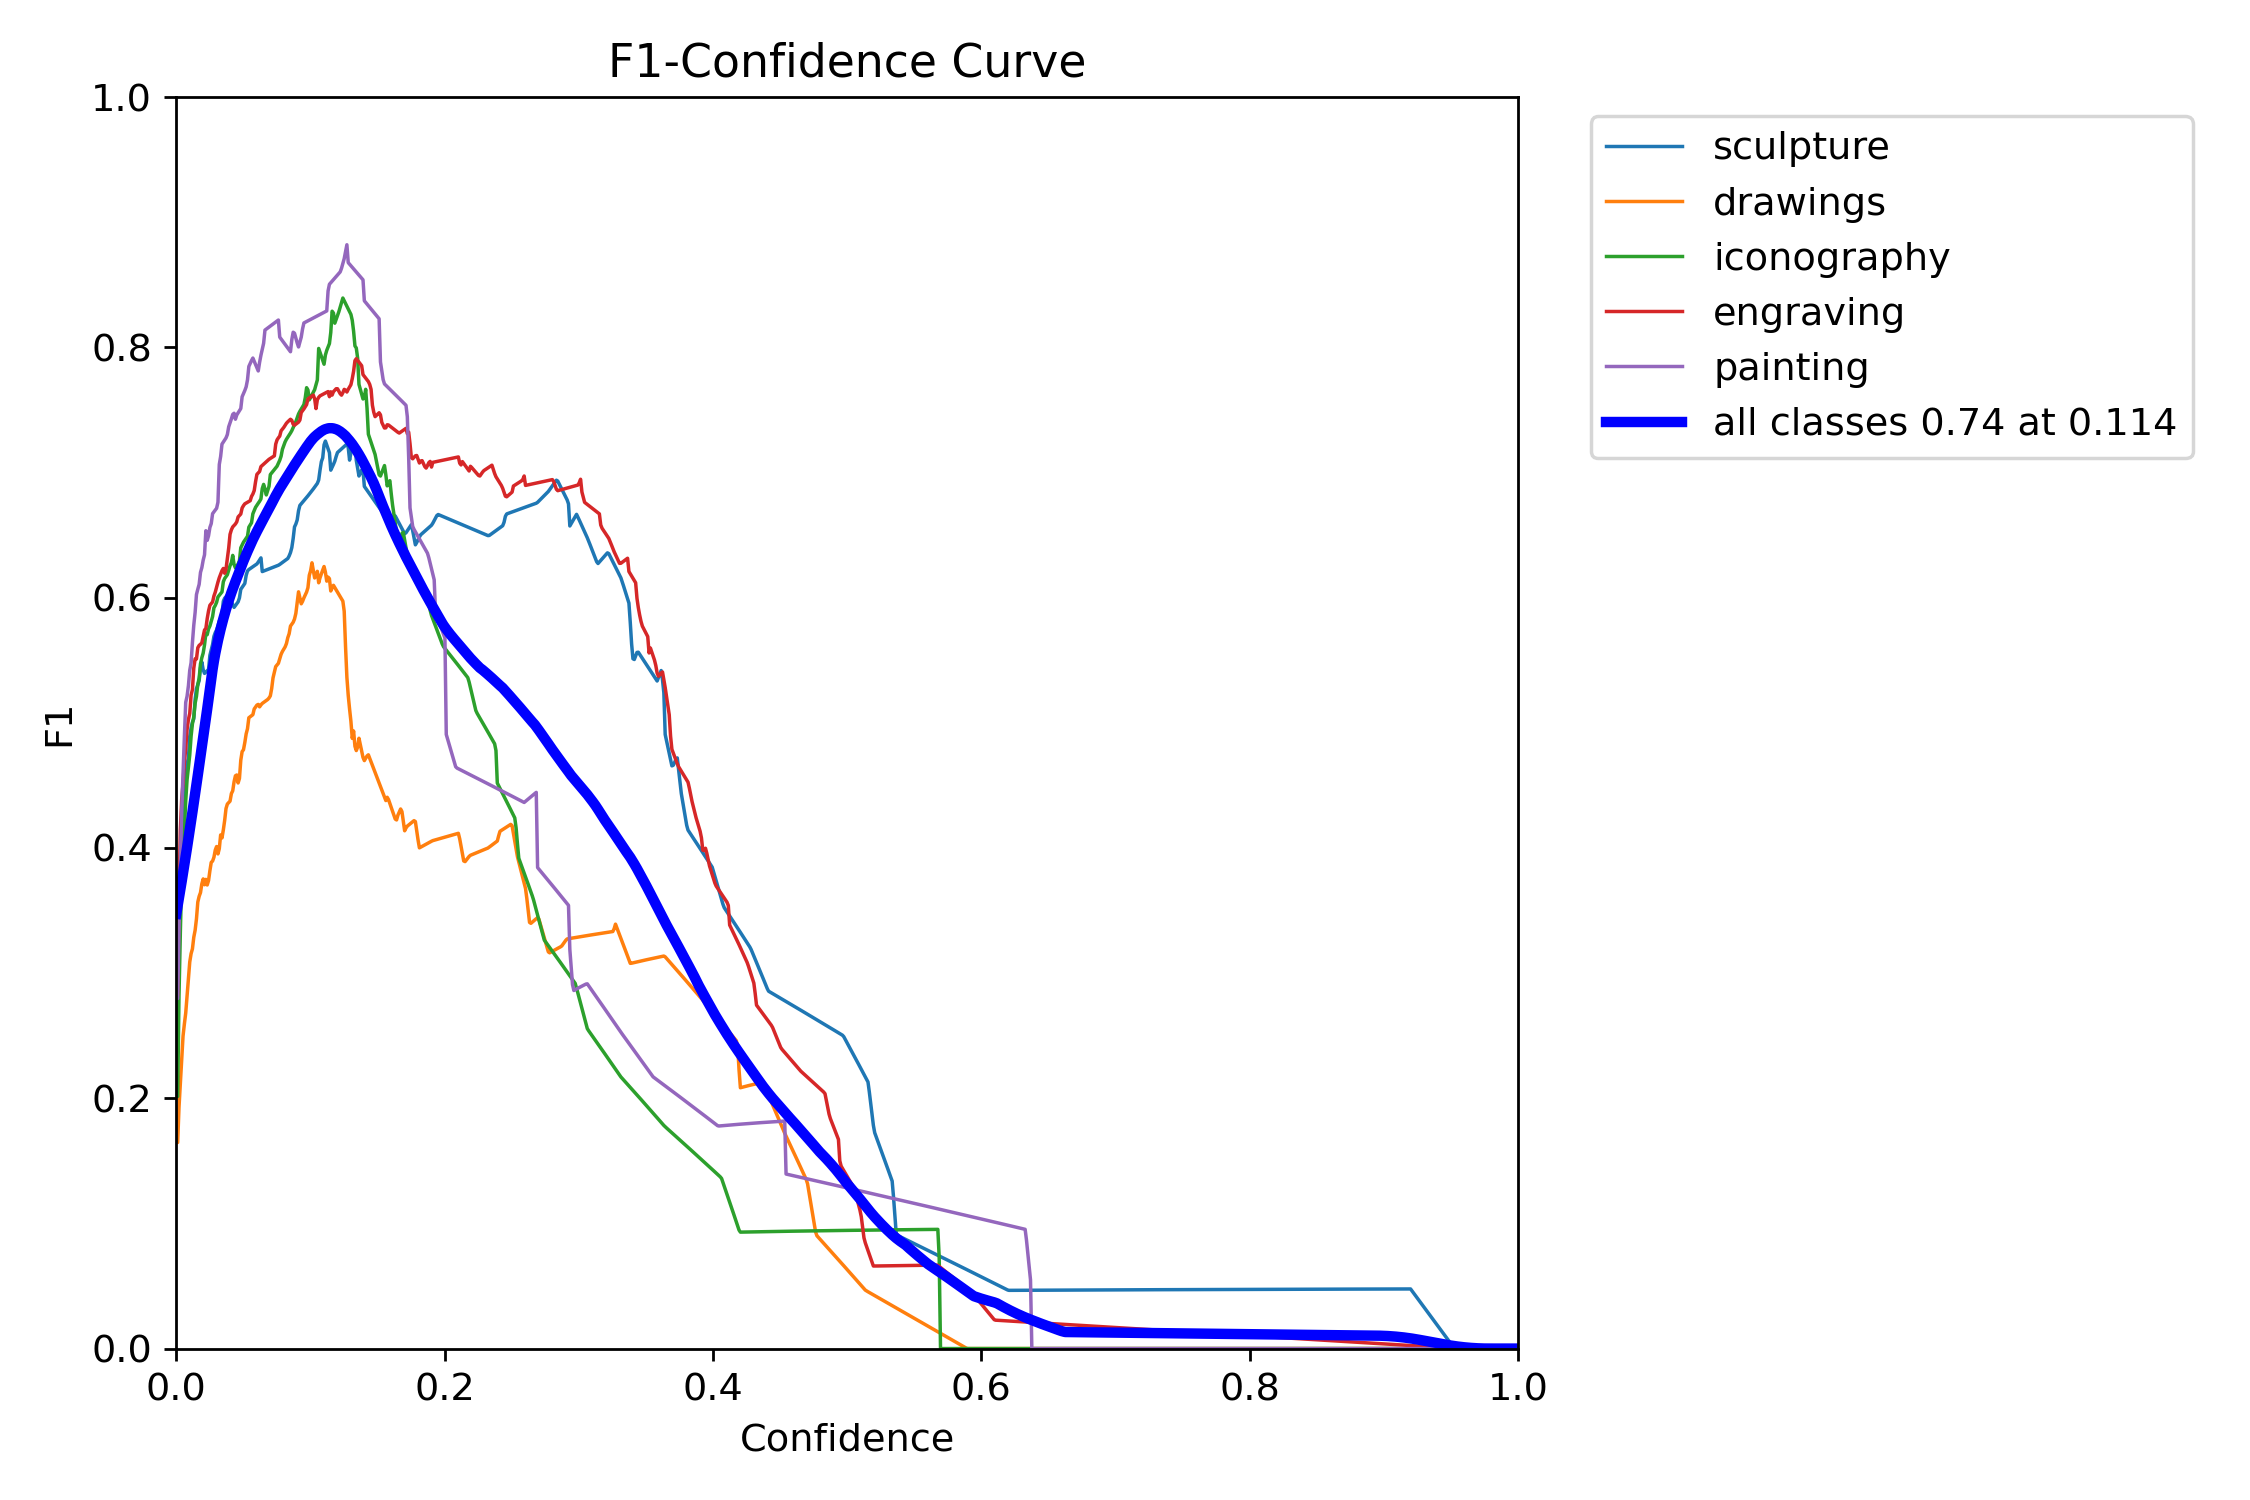 F1-Confidence Curve
1.0
0.8
0.6
0.4
0.2
0.0
F1
0.0 0.2 0.4 0.6 0.8 1.0
Confidence
sculpture
drawings
iconography
engraving
painting
all classes 0.74 at 0.114